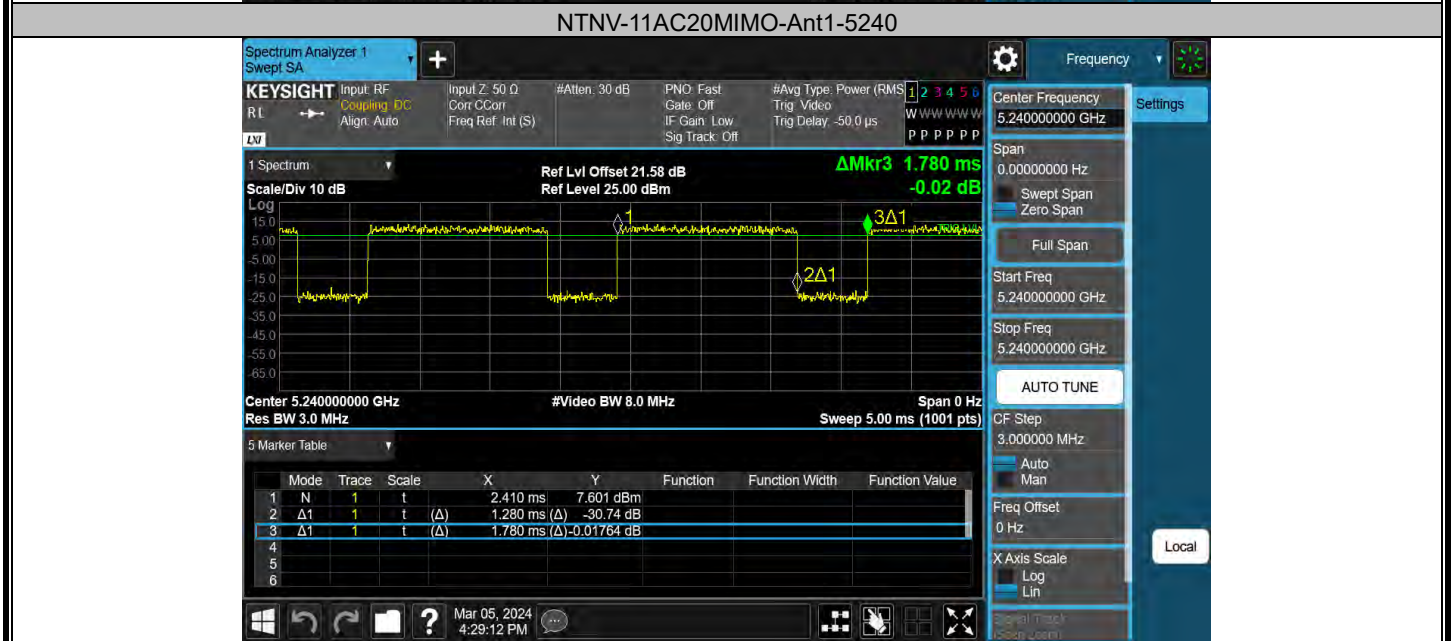 NTNV-11AC20MIMO-Ant1-5240
Spectrum Analyzer 1
Swept SA
+
Frequency
KEYSIGHT
RL
LXI
Input: RF
Coupling: DC
Align: Auto
Input Z: 50 Ω
Corr CCorr
Freq Ref: Int (S)
#Atten: 30 dB
PNO: Fast
Gate: Off
IF Gain: Low
Sig Track: Off
#Avg Type: Power (RMS
Trig: Video
Trig Delay: -50.0 µs
1 2 3 4 5 6
W W W W W W
P P P P P P
Center Frequency
5.240000000 GHz
Settings
1 Spectrum
Scale/Div 10 dB
Log
Ref Lvl Offset 21.58 dB
Ref Level 25.00 dBm
ΔMkr3 1.780 ms
-0.02 dB
15.0
5.00
-5.00
-15.0
-25.0
-35.0
-45.0
-55.0
-65.0
1
2Δ1
3Δ1
Center 5.240000000 GHz
Res BW 3.0 MHz
#Video BW 8.0 MHz
Span 0 Hz
Sweep 5.00 ms (1001 pts)
Span
0.00000000 Hz
Swept Span
Zero Span
Full Span
Start Freq
5.240000000 GHz
Stop Freq
5.240000000 GHz
AUTO TUNE
CF Step
3.000000 MHz
Auto
Man
Freq Offset
0 Hz
X Axis Scale
Log
Lin
Local
5 Marker Table
Mode Trace Scale X Y Function Function Width Function Value
1 N 1 t 2.410 ms 7.601 dBm
2 Δ1 1 t (Δ) 1.280 ms (Δ) -30.74 dB
3 Δ1 1 t (Δ) 1.780 ms (Δ) -0.01764 dB
4
5
6
?
Mar 05, 2024
4:29:12 PM